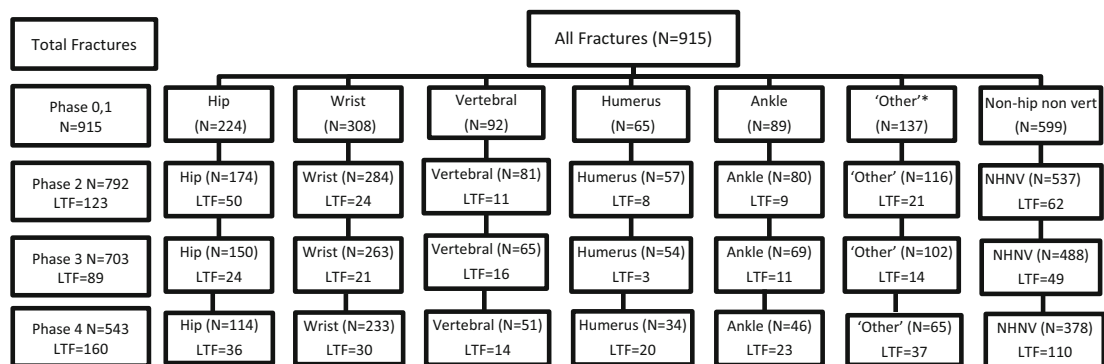 Total Fractures
All Fractures (N=915)
Phase 0,1
N=915
Hip
(N=224)
Wrist
(N=308)
Vertebral
(N=92)
Humerus
(N=65)
Ankle
(N=89)
‘Other’*
(N=137)
Non-hip non vert
(N=599)
Phase 2 N=792
LTF=123
Hip (N=174)
LTF=50
Wrist (N=284)
LTF=24
Vertebral (N=81)
LTF=11
Humerus (N=57)
LTF=8
Ankle (N=80)
LTF=9
‘Other’ (N=116)
LTF=21
NHNV (N=537)
LTF=62
Phase 3 N=703
LTF=89
Hip (N=150)
LTF=24
Wrist (N=263)
LTF=21
Vertebral (N=65)
LTF=16
Humerus (N=54)
LTF=3
Ankle (N=69)
LTF=11
‘Other’ (N=102)
LTF=14
NHNV (N=488)
LTF=49
Phase 4 N=543
LTF=160
Hip (N=114)
LTF=36
Wrist (N=233)
LTF=30
Vertebral (N=51)
LTF=14
Humerus (N=34)
LTF=20
Ankle (N=46)
LTF=23
‘Other’ (N=65)
LTF=37
NHNV (N=378)
LTF=110